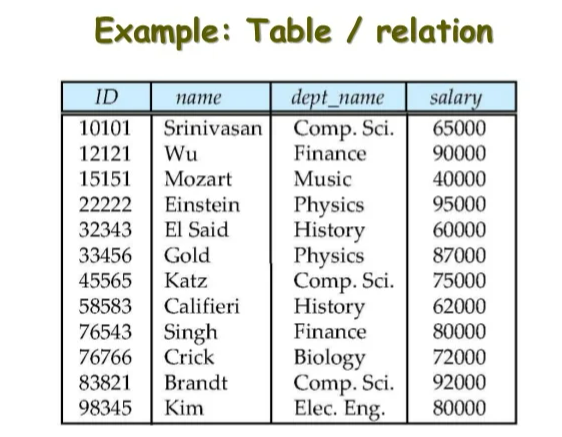 Example: Table / relation
ID name dept_name salary
10101 Srinivasan Comp. Sci. 65000
12121 Wu Finance 90000
15151 Mozart Music 40000
22222 Einstein Physics 95000
32343 El Said History 60000
33456 Gold Physics 87000
45565 Katz Comp. Sci. 75000
58583 Califieri History 62000
76543 Singh Finance 80000
76766 Crick Biology 72000
83821 Brandt Comp. Sci. 92000
98345 Kim Elec. Eng. 80000